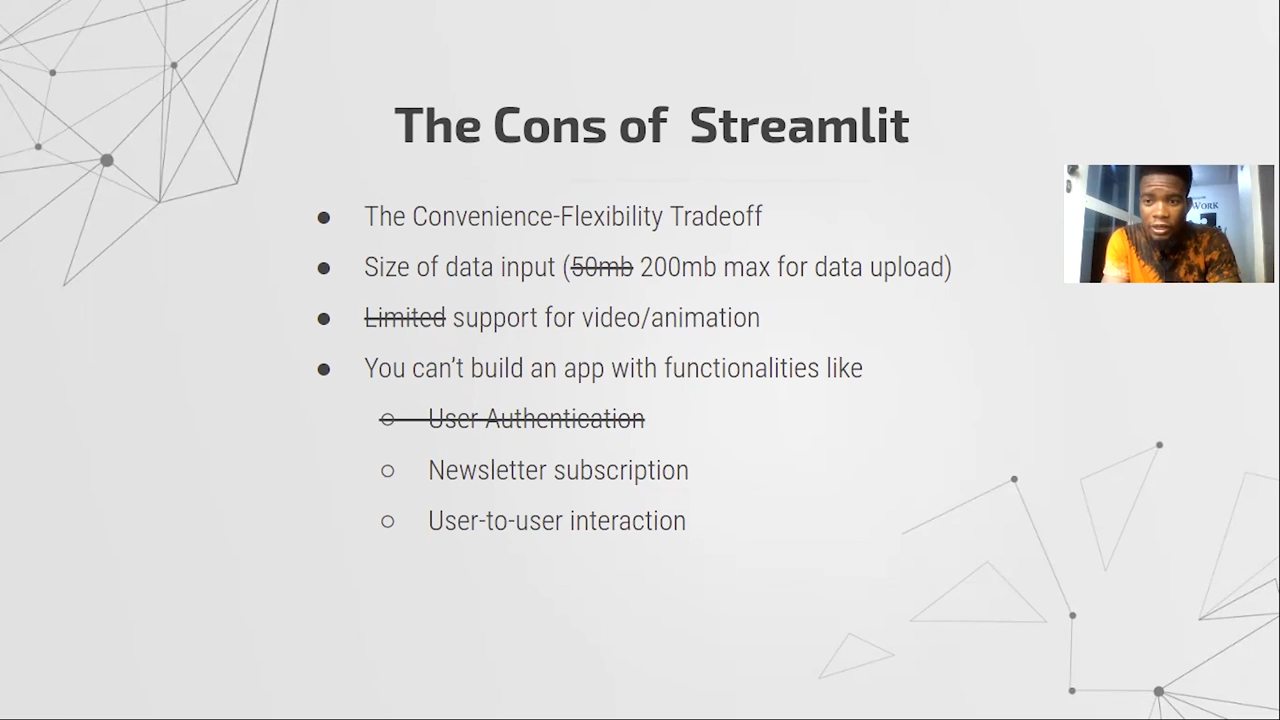 The Cons of Streamlit
● The Convenience-Flexibility Tradeoff
● Size of data input (50mb 200mb max for data upload)
● Limited support for video/animation
● You can't build an app with functionalities like
○ User Authentication
○ Newsletter subscription
○ User-to-user interaction
WORK